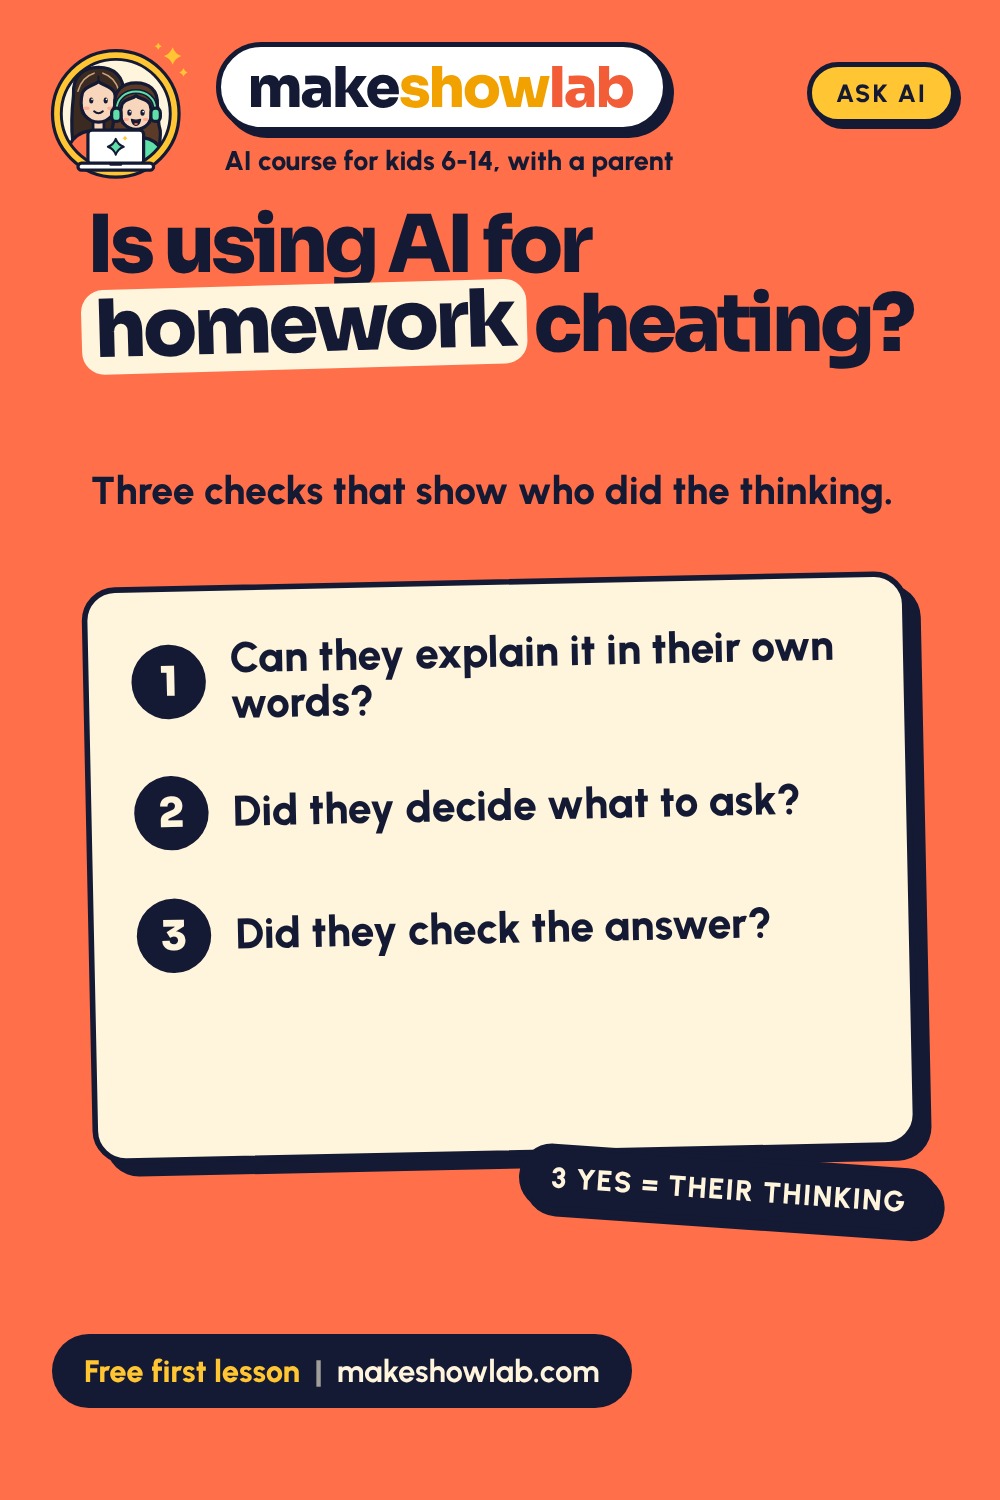 makeshowlab
ASK AI
AI course for kids 6-14, with a parent
Is using AI for
homework cheating?
Three checks that show who did the thinking.
1 Can they explain it in their own
words?
2 Did they decide what to ask?
3 Did they check the answer?
3 YES = THEIR THINKING
Free first lesson | makeshowlab.com